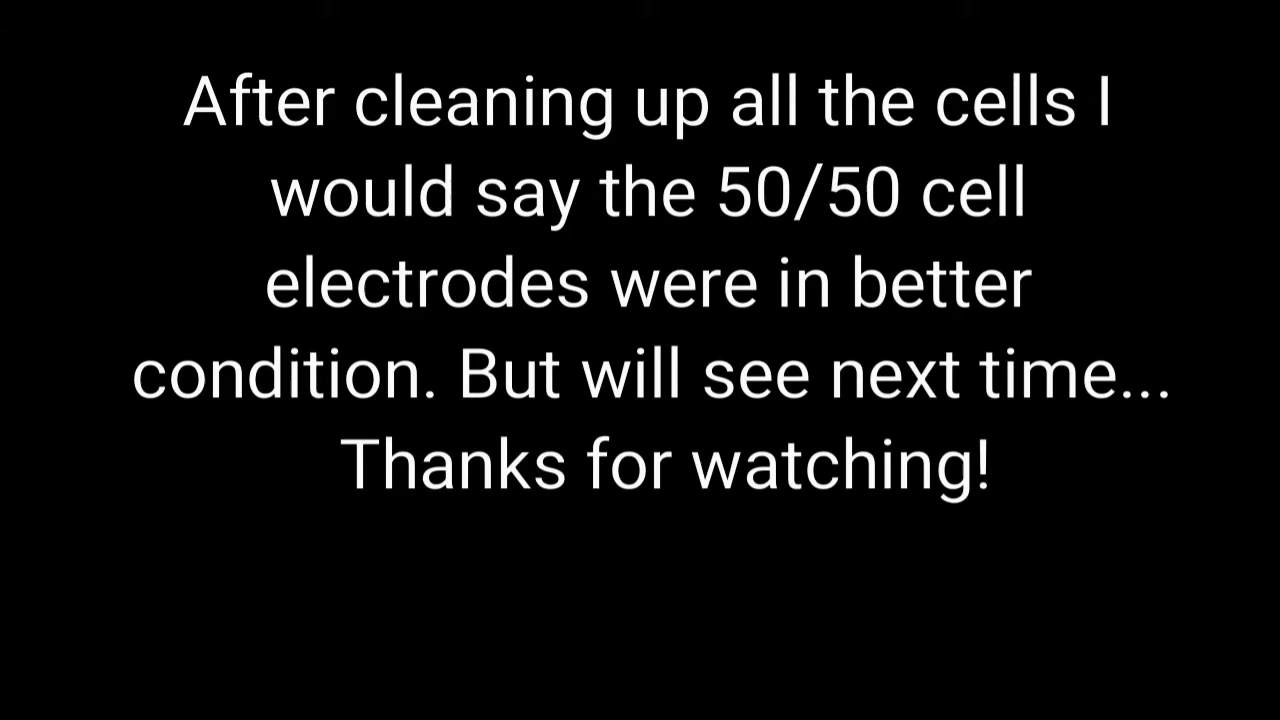 After cleaning up all the cells I
would say the 50/50 cell
electrodes were in better
condition. But will see next time...
Thanks for watching!